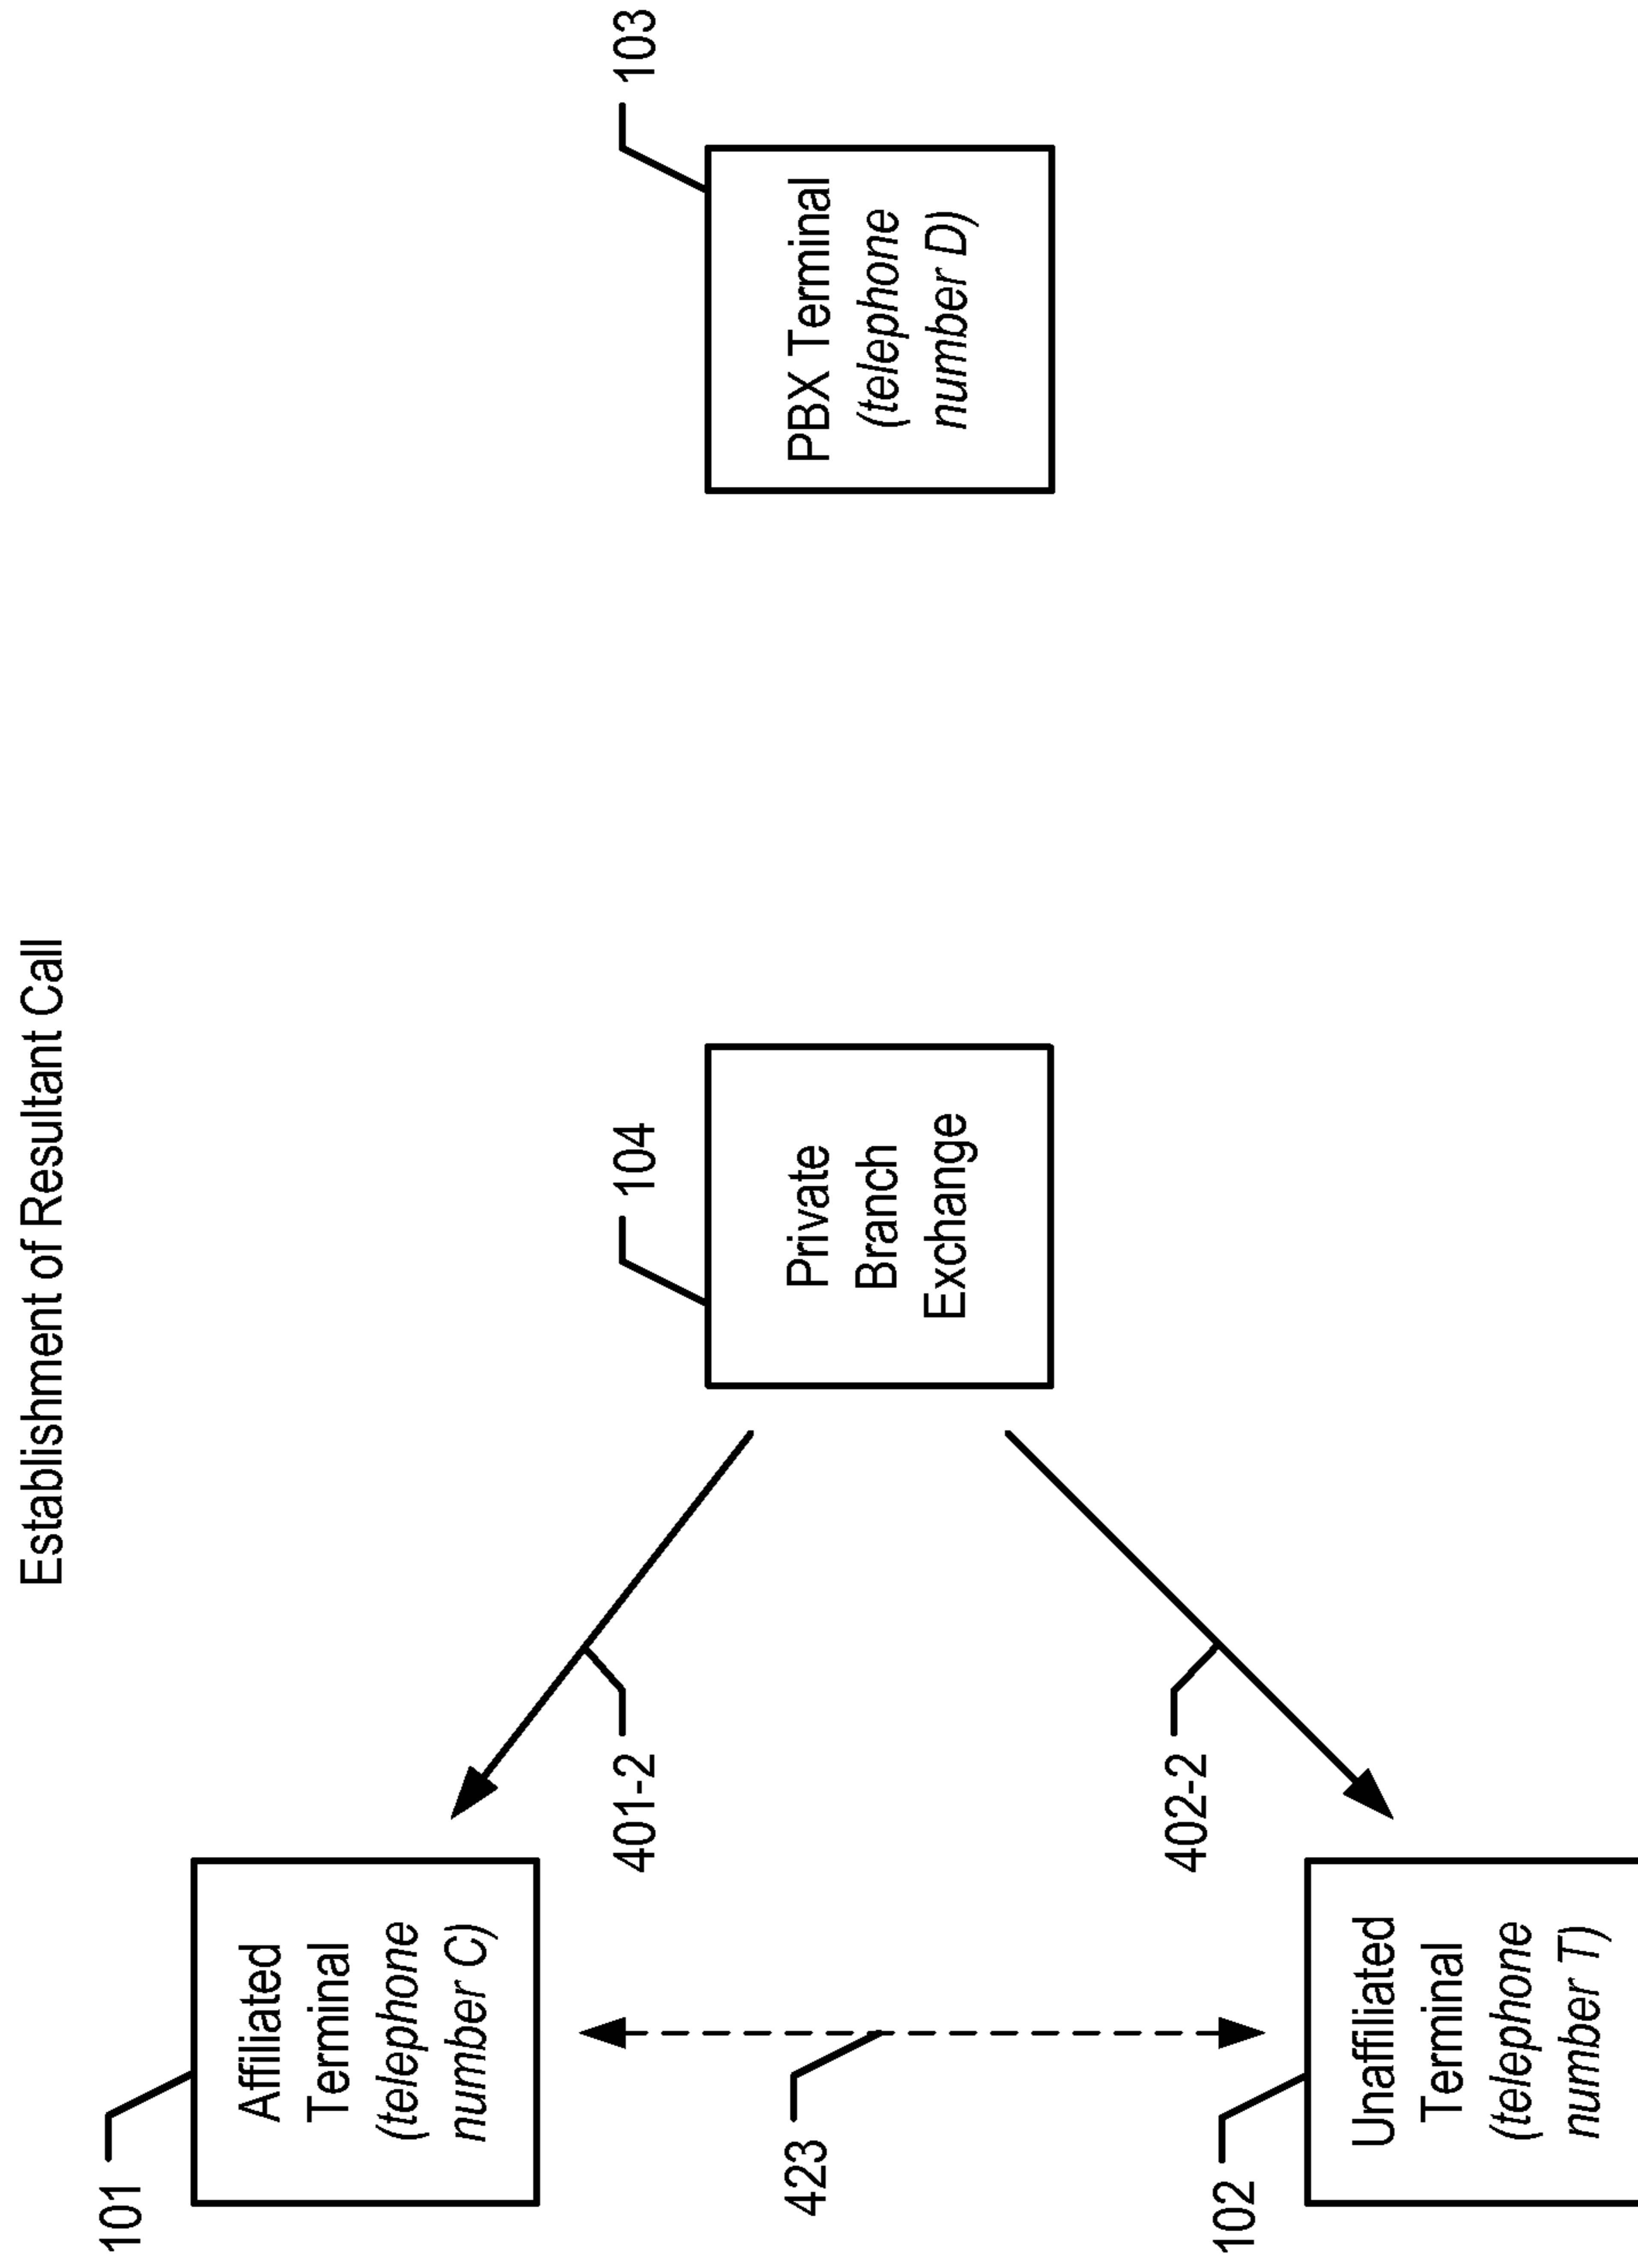 Establishment of Resultant Call
101
Affiliated
Terminal
(telephone
number C)
401-2
104
Private
Branch
Exchange
103
PBX Terminal
(telephone
number D)
423
402-2
102
Unaffiliated
Terminal
(telephone
number T)